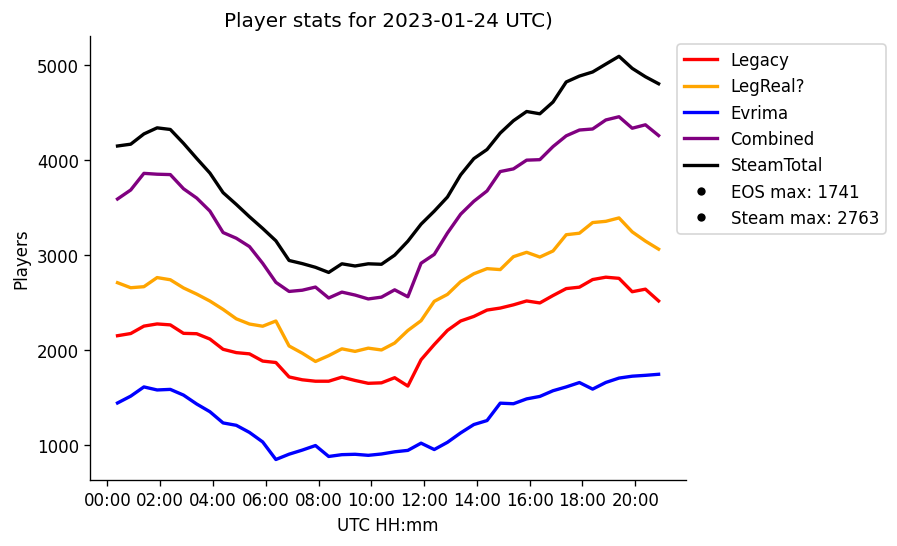 Player stats for 2023-01-24 UTC)
Legacy
LegReal?
Evrima
Combined
SteamTotal
EOS max: 1741
Steam max: 2763
Players
5000
4000
3000
2000
1000
00:00 02:00 04:00 06:00 08:00 10:00 12:00 14:00 16:00 18:00 20:00
UTC HH:mm